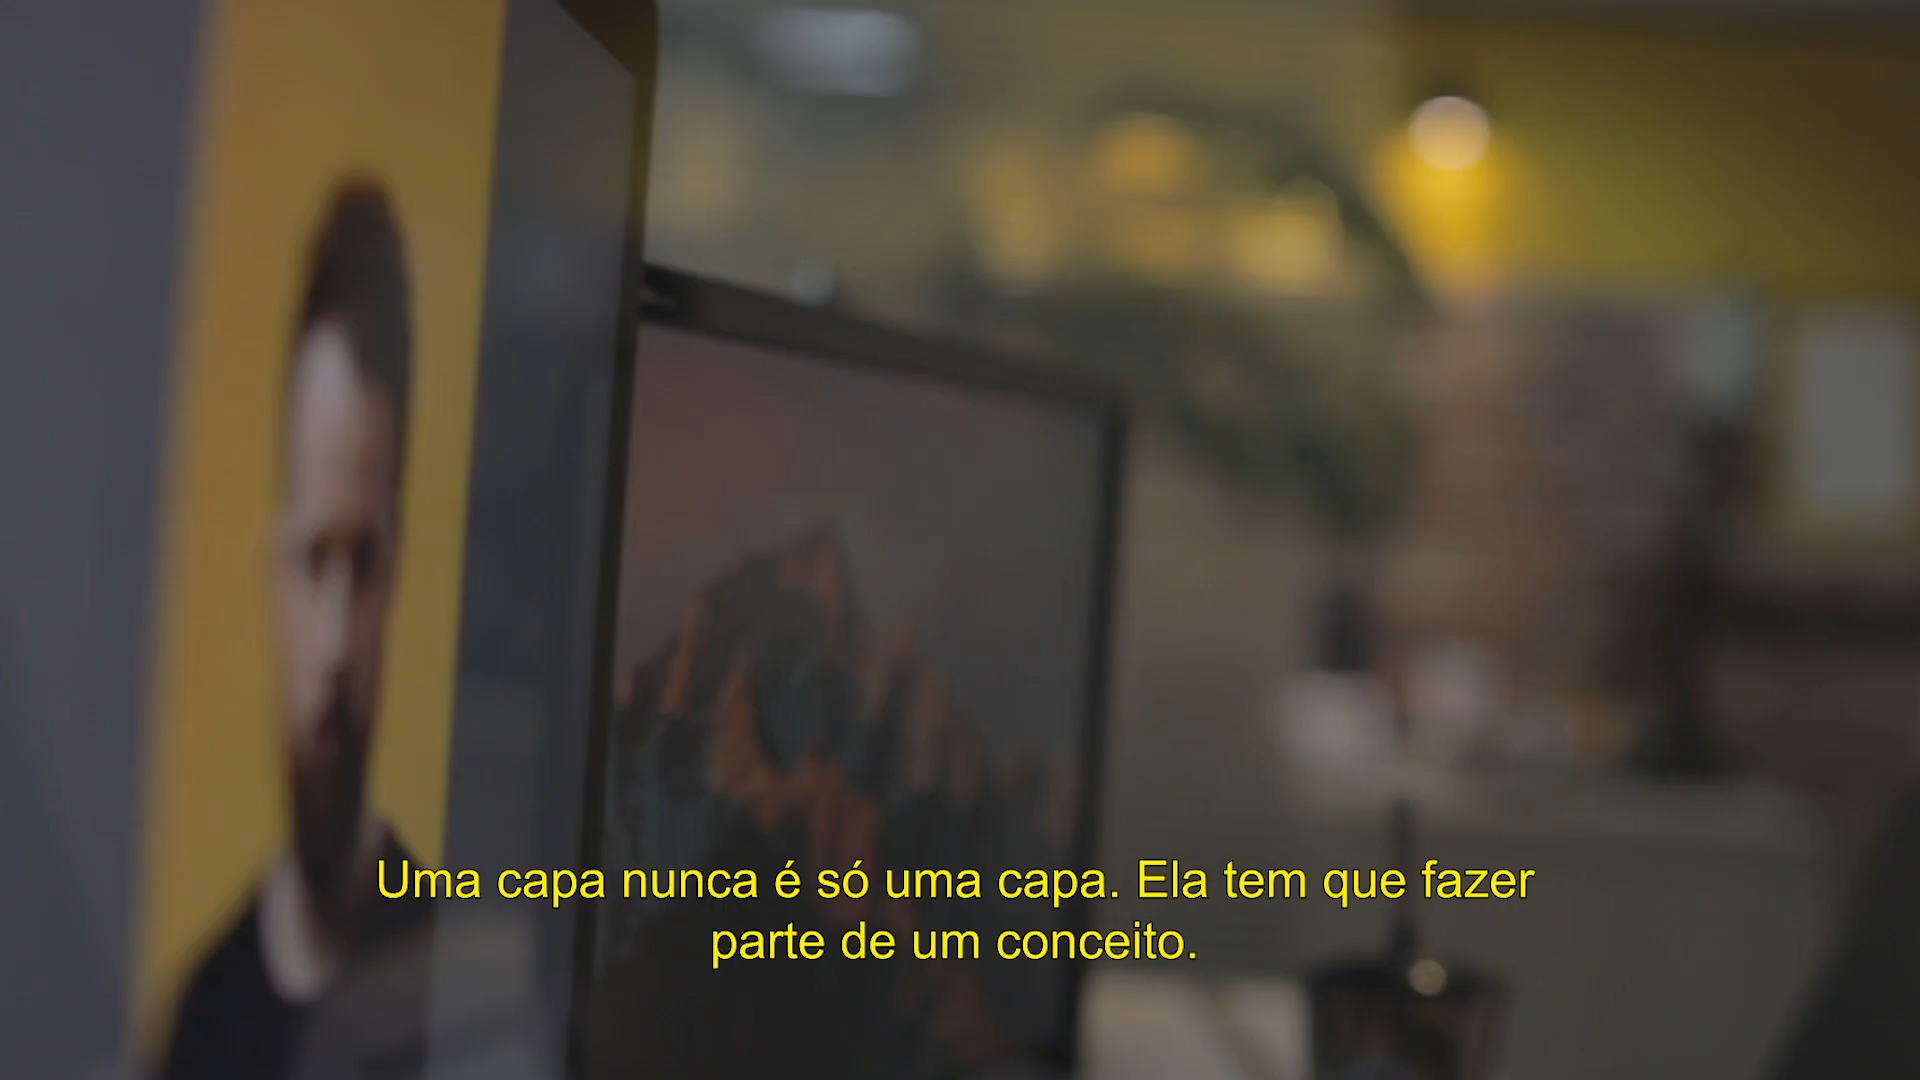 Uma capa nunca é só uma capa. Ela tem que fazer
parte de um conceito.